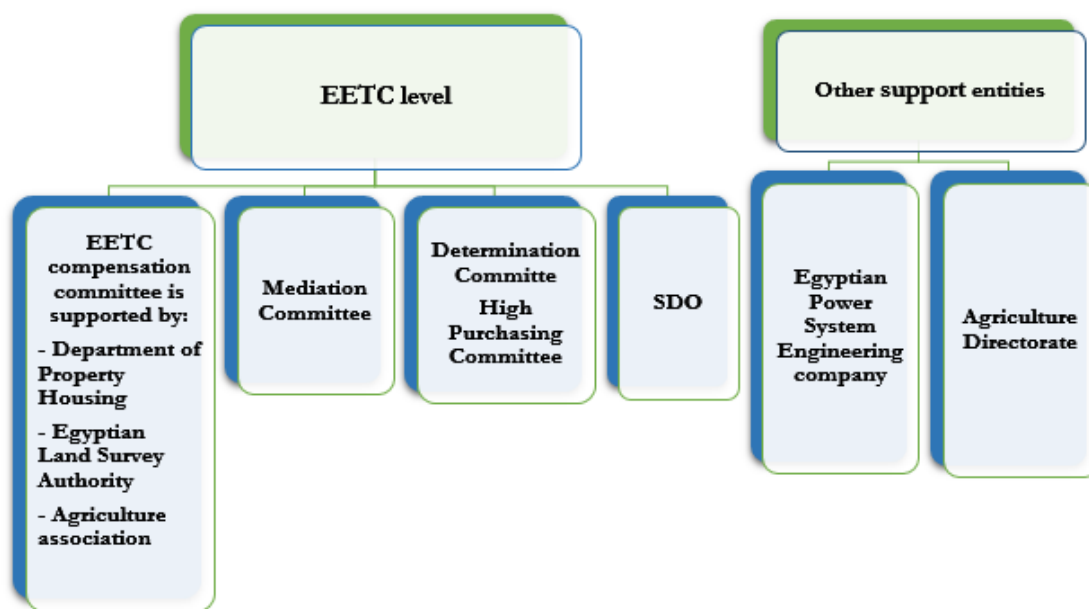 EETC level
Other support entities
EETC
compensation
committee is
supported by:
- Department of
Property
Housing
- Egyptian
Land Survey
Authority
- Agriculture
association
Mediation
Committee
Determination
Committe
High
Purchasing
Committee
SDO
Egyptian
Power
System
Engineering
company
Agriculture
Directorate